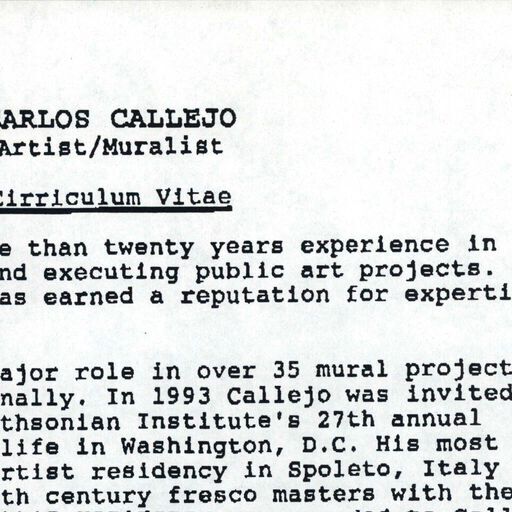 ARLOS CALLEJO
Artist/Muralist
Cirriculum Vitae
e than twenty years experience in
nd executing public art projects.
as earned a reputation for experti
ajor role in over 35 mural project
nally. In 1993 Callejo was invited
thsonian Institute's 27th annual
life in Washington, D.C. His most
rtist residency in Spoleto, Italy
th century fresco masters with the